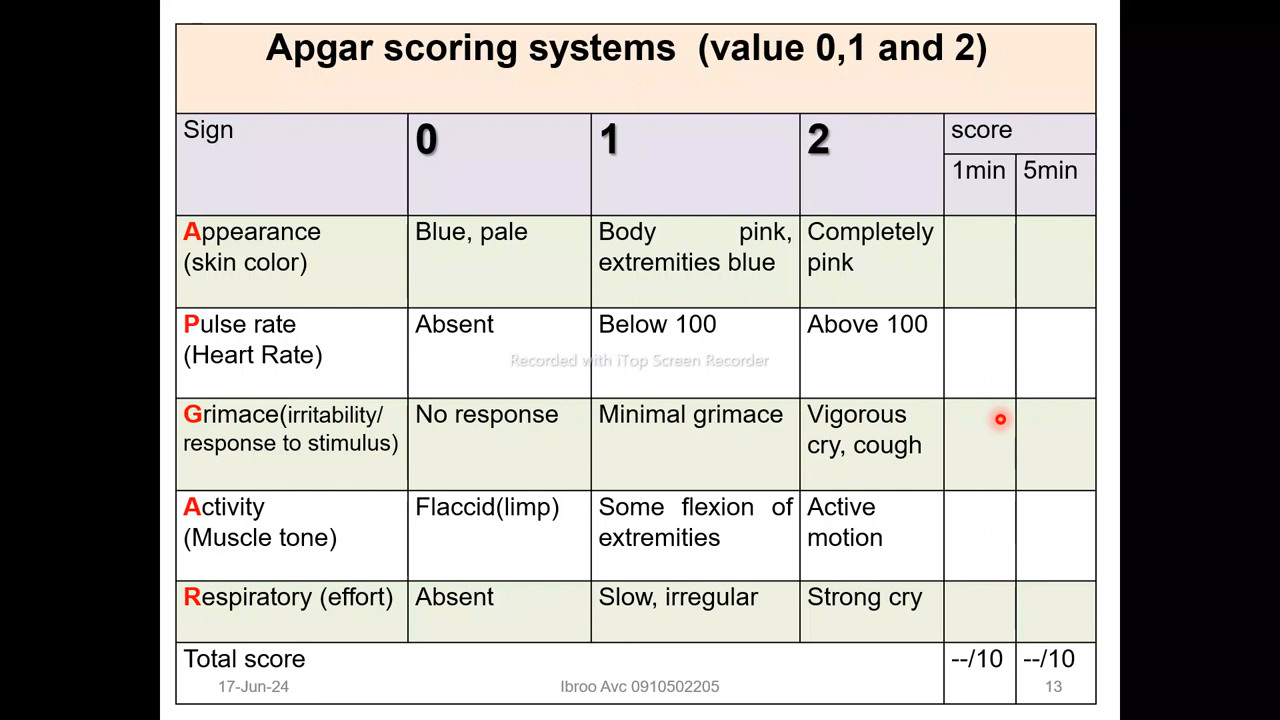 Apgar scoring systems (value 0,1 and 2)
Sign
0
1
2
score
1min
5min
Appearance
(skin color)
Blue, pale
Body pink,
extremities blue
Completely
pink
Pulse rate
(Heart Rate)
Absent
Below 100
Above 100
Recorded with iTop Screen Recorder
Grimace(irritability/
response to stimulus)
No response
Minimal grimace
Vigorous
cry, cough
Activity
(Muscle tone)
Flaccid(limp)
Some flexion of
extremities
Active
motion
Respiratory (effort)
Absent
Slow, irregular
Strong cry
Total score
--/10
--/10
17-Jun-24
Ibroo Avc 0910502205
13